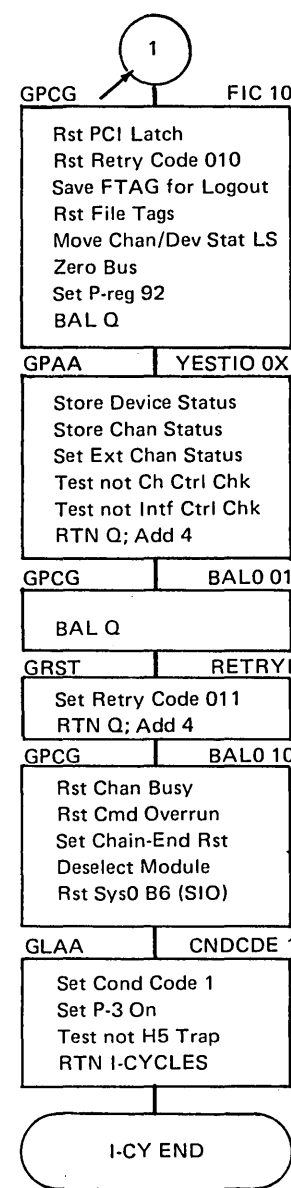 1
GPCG FIC 10
Rst PCI Latch
Rst Retry Code 010
Save FTAG for Logout
Rst File Tags
Move Chan/Dev Stat LS
Zero Bus
Set P-reg 92
BAL Q
GPAA YESTIO 0X
Store Device Status
Store Chan Status
Set Ext Chan Status
Test not Ch Ctrl Chk
Test not Intf Ctrl Chk
RTN Q; Add 4
GPCG BAL0 01
BAL Q
GRST RETRYI
Set Retry Code 011
RTN Q; Add 4
GPCG BAL0 10
Rst Chan Busy
Rst Cmd Overrun
Set Chain-End Rst
Deselect Module
Rst Sys0 B6 (SIO)
GLAA CNDCDE 1
Set Cond Code 1
Set P-3 On
Test not H5 Trap
RTN I-CYCLES
I-CY END